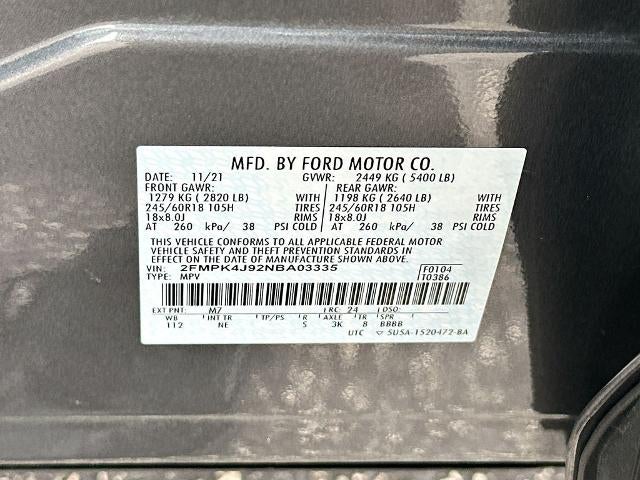 MFD. BY FORD MOTOR CO.
DATE: 11/21 GVWR: 2449 KG ( 5400 LB)
FRONT GAWR: REAR GAWR:
1279 KG ( 2820 LB) WITH 1198 KG ( 2640 LB) WITH
245/60R18 105H TIRES 245/60R18 105H TIRES
18x8.0J RIMS 18x8.0J RIMS
AT 260 kPa/ 38 PSI COLD AT 260 kPa/ 38 PSI COLD
THIS VEHICLE CONFORMS TO ALL APPLICABLE FEDERAL MOTOR
VEHICLE SAFETY AND THEFT PREVENTION STANDARDS IN
EFFECT ON THE DATE OF MANUFACTURE SHOWN ABOVE.
VIN: 2FMPK4J92NBA03335 F0104
TYPE: MPV T0386
EXT PNT: M7 RC: 24 DSO:
WB INT TR TP/PS R AXLE TR SPR
112 NE S 3K 8 BBBB
UTC 5U5A-1520472-BA